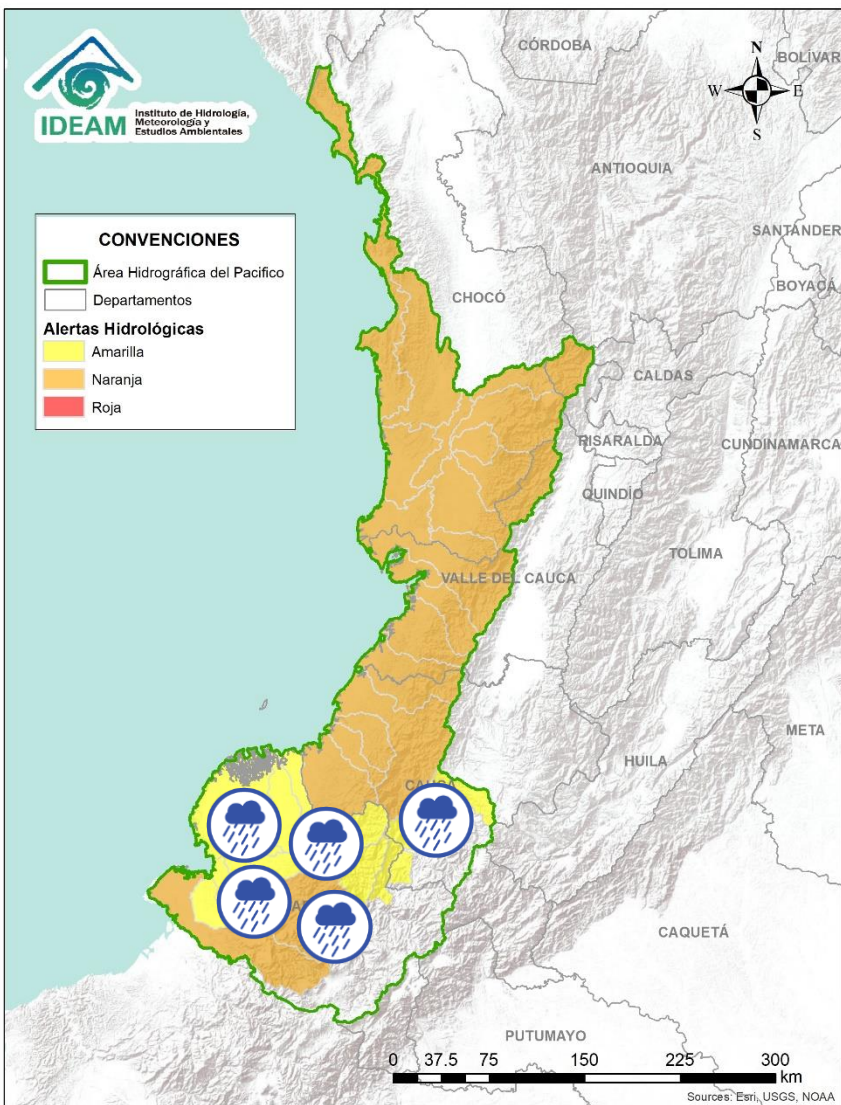 IDEAM
Instituto de Hidrología,
Meteorología y
Estudios Ambientales
CÓRDOBA
BOLÍVAR
N
W
E
S
ANTIOQUIA
SANTANDER
BOYACÁ
CONVENCIONES
Área Hidrográfica del Pacifico
Departamentos
Alertas Hidrológicas
Amarilla
Naranja
Roja
CHOCÓ
CALDAS
RISARALDA
CUNDINAMARCA
QUINDÍO
TOLIMA
VALLE DEL CAUCA
META
HUILA
CAUCA
CAQUETÁ
PUTUMAYO
0 37.5 75 150 225 300
km
Sources: Esri, USGS, NOAA